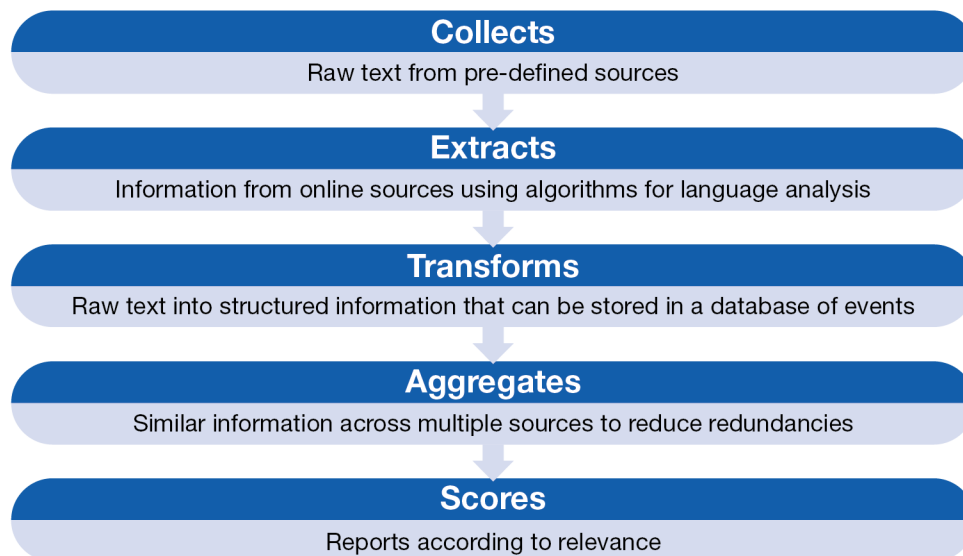 Collects
Raw text from pre-defined sources
Extracts
Information from online sources using algorithms for language analysis
Transforms
Raw text into structured information that can be stored in a database of events
Aggregates
Similar information across multiple sources to reduce redundancies
Scores
Reports according to relevance